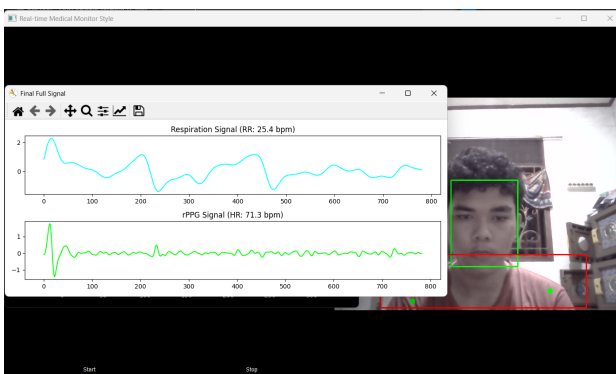 Real-time Medical Monitor Style
Final Full Signal
Respiration Signal (RR: 25.4 bpm)
2
0
0 100 200 300 400 500 600 700 800
rPPG Signal (HR: 71.3 bpm)
1
0
−1
0 100 200 300 400 500 600 700 800
Start Stop